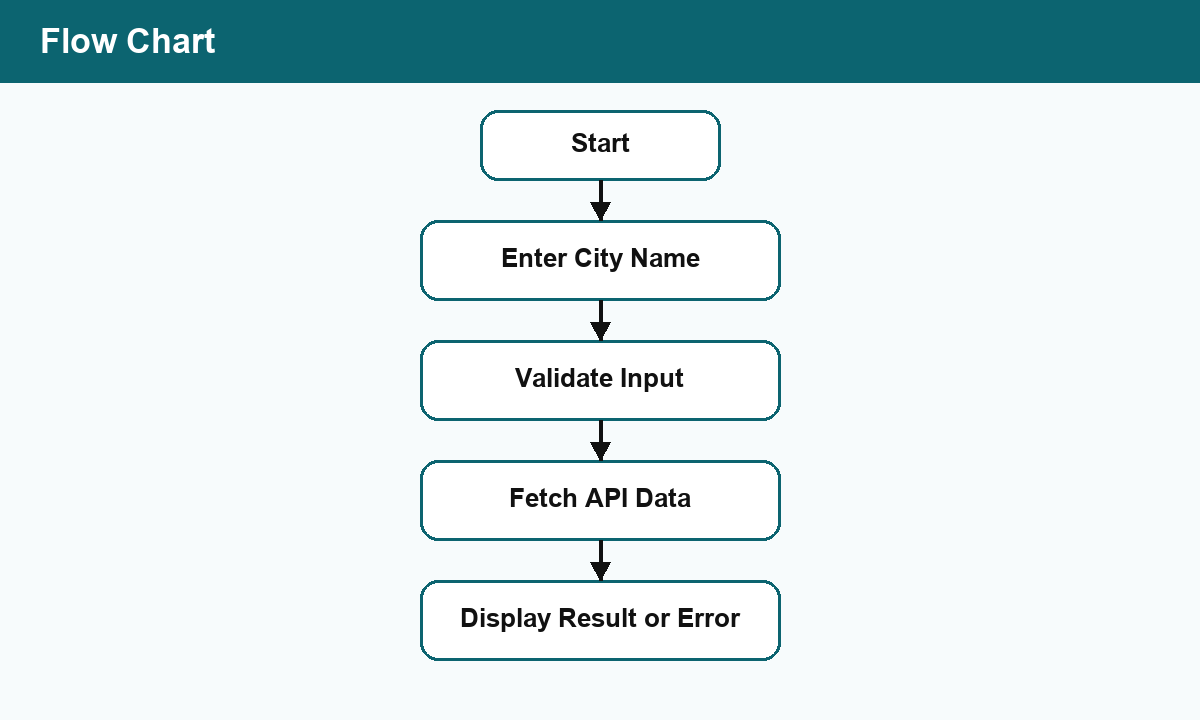 Flow Chart
Start
Enter City Name
Validate Input
Fetch API Data
Display Result or Error